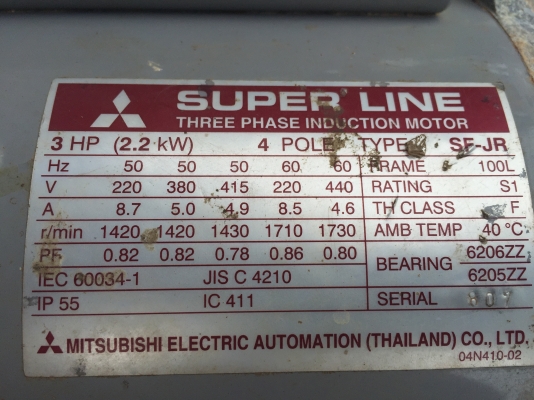 SUPER LINE
THREE PHASE INDUCTION MOTOR
3 HP (2.2 kW) 4 POLE TYPE SF-JR
Hz 50 50 50 60 60 FRAME 100L
V 220 380 415 220 440 RATING S1
A 8.7 5.0 4.9 8.5 4.6 TH CLASS F
r/min 1420 1420 1430 1710 1730 AMB TEMP 40 °C
PF 0.82 0.82 0.78 0.86 0.80 BEARING 6206ZZ
IEC 60034-1 JIS C 4210 6205ZZ
IP 55 IC 411 SERIAL
MITSUBISHI ELECTRIC AUTOMATION (THAILAND) CO., LTD.
04N410-02